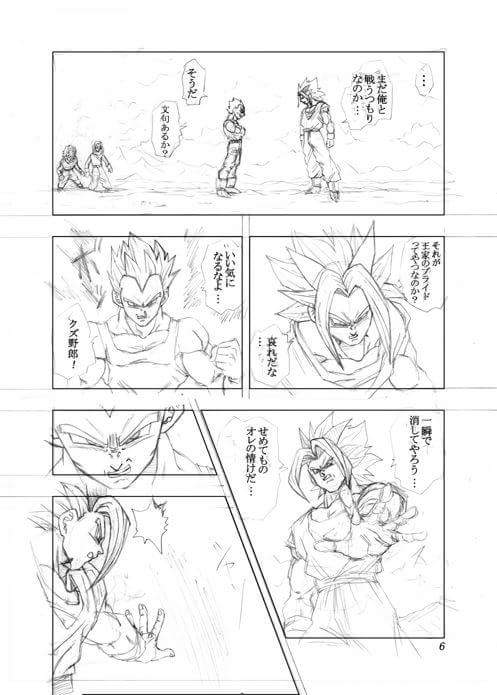 …
まだ俺と
戦うつもり
なのか…
そうだ
文句あるか?
それが
王家のプライド
ってやつなのか?
哀れだな
いい気に
なるなよ…
クズ野郎!
一瞬で
消してやろう…
せめてもの
オレの情けだ…
6